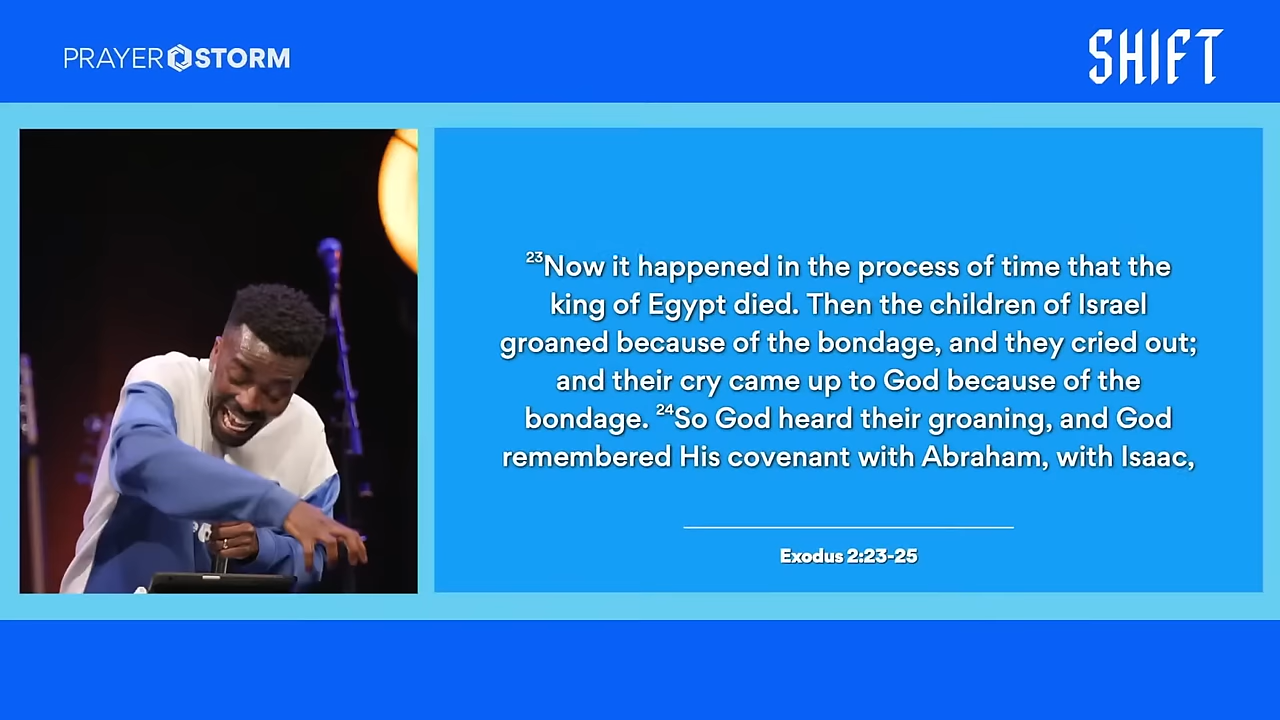 PRAYER STORM
SHIFT
23Now it happened in the process of time that the
king of Egypt died. Then the children of Israel
groaned because of the bondage, and they cried out;
and their cry came up to God because of the
bondage. 24So God heard their groaning, and God
remembered His covenant with Abraham, with Isaac,
Exodus 2:23-25